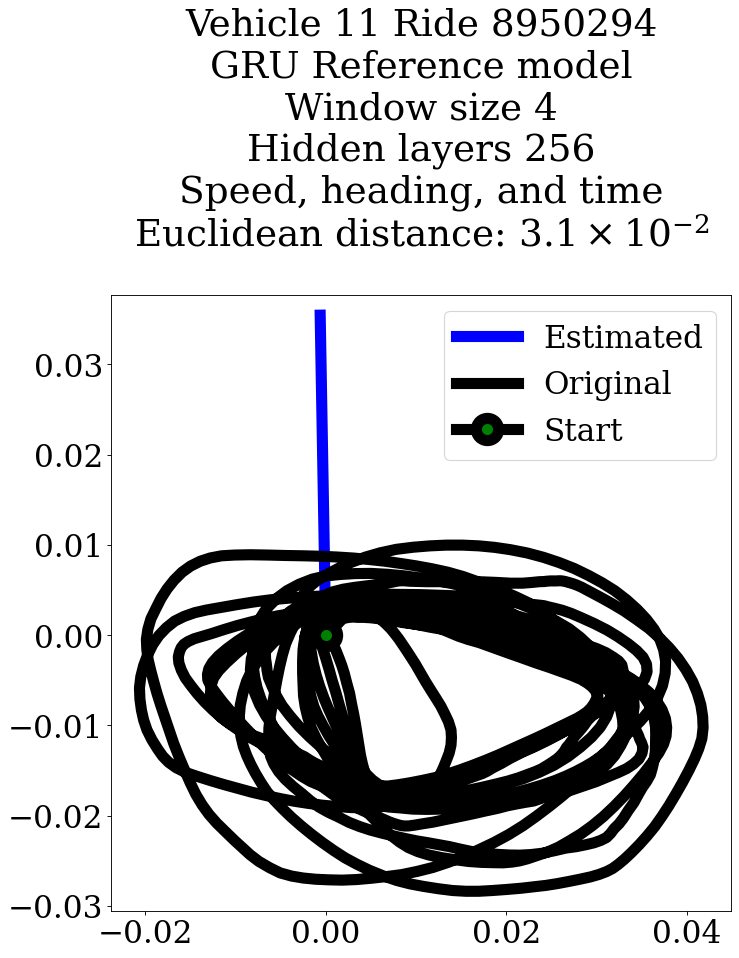 Vehicle 11 Ride 8950294
GRU Reference model
Window size 4
Hidden layers 256
Speed, heading, and time
Euclidean distance: 3.1 × 10⁻²
Estimated
Original
Start
0.03
0.02
0.01
0.00
−0.01
−0.02
−0.03
−0.02 0.00 0.02 0.04